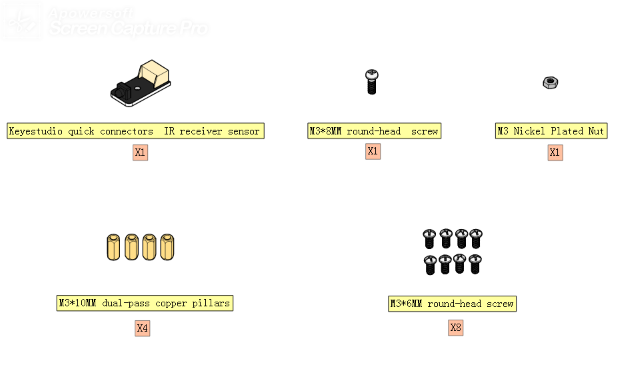 apowersoft
Screen Capture Pro
Keyestudio quick connectors IR receiver sensor
M3*8MM round-head screw
M3 Nickel Plated Nut
X1
X1
X1
M3*10MM dual-pass copper pillars
M3*6MM round-head screw
X4
X8